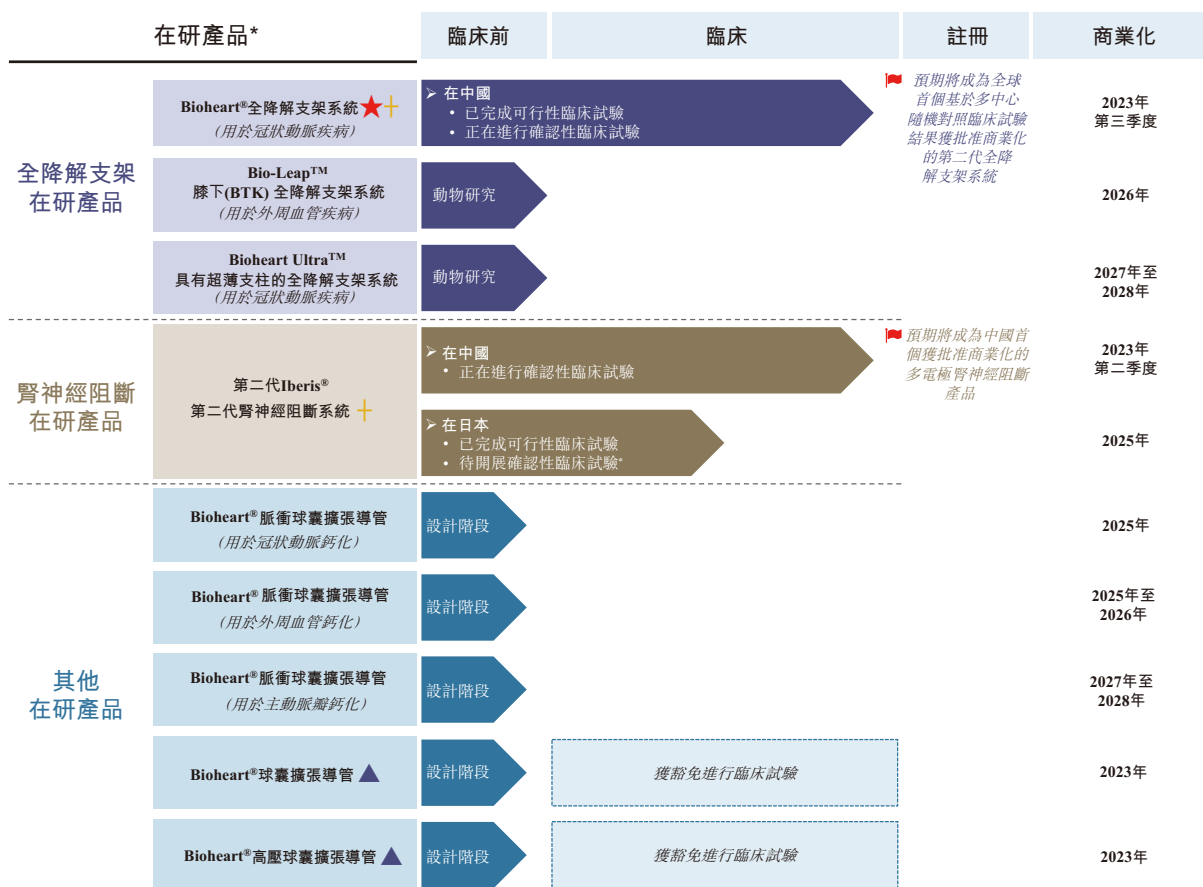 在研產品*
臨床前
臨床
註冊
商業化
全降解支架
在研產品
Bioheart®全降解支架系統
(用於冠狀動脈疾病)
➢ 在中國
• 已完成可行性臨床試驗
• 正在進行確認性臨床試驗
預期將成為全球
首個基於多中心
隨機對照臨床試驗
結果獲批准商業化
的第二代全降
解支架系統
2023年
第三季度
Bio-Leap™
膝下(BTK) 全降解支架系統
(用於外周血管疾病)
動物研究
2026年
Bioheart Ultra™
具有超薄支柱的全降解支架系統
(用於冠狀動脈疾病)
動物研究
2027年至
2028年
腎神經阻斷
在研產品
第二代Iberis®
第二代腎神經阻斷系統
➢ 在中國
• 正在進行確認性臨床試驗
預期將成為中國首
個獲批准商業化的
多電極腎神經阻斷
產品
2023年
第二季度
➢ 在日本
• 已完成可行性臨床試驗
• 待開展確認性臨床試驗*
2025年
其他
在研產品
Bioheart®脈衝球囊擴張導管
(用於冠狀動脈鈣化)
設計階段
2025年
Bioheart® 脈衝球囊擴張導管
(用於外周血管鈣化)
設計階段
2025年至
2026年
Bioheart®脈衝球囊擴張導管
(用於主動脈瓣鈣化)
設計階段
2027年至
2028年
Bioheart®球囊擴張導管
設計階段
獲豁免進行臨床試驗
2023年
Bioheart®高壓球囊擴張導管
設計階段
獲豁免進行臨床試驗
2023年